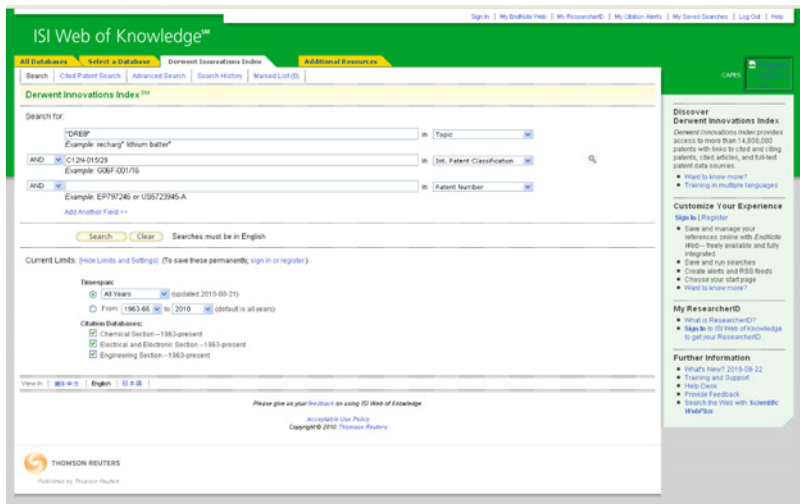 Sign In | My EndNote Web | My ResearcherID | My Citation Alerts | My Saved Searches | Log Out | Help
ISI Web of Knowledge℠
All Databases Select a Database Derwent Innovations Index Additional Resources
Search | Cited Patent Search | Advanced Search | Search History | Marked List (0)
CAPES
Derwent Innovations Index℠
Search for:
"DREB" in Topic
Example: recharg* lithium batter*
AND C12N-015/29 in Int. Patent Classification
Example: G06F-001/16
AND in Patent Number
Example: EP797246 or US5723945-A
Add Another Field >>
Search Clear Searches must be in English
Current Limits: [Hide Limits and Settings] (To save these permanently, sign in or register.)
Timespan:
All Years (updated 2010-09-21)
From 1963-66 to 2010 (default is all years)
Citation Databases:
Chemical Section --1963-present
Electrical and Electronic Section --1963-present
Engineering Section --1963-present
View in | 简体中文 | English | 日本語
Please give us your feedback on using ISI Web of Knowledge.
Acceptable Use Policy
Copyright © 2010 Thomson Reuters
THOMSON REUTERS
Published by Thomson Reuters
Discover
Derwent Innovations Index
Derwent Innovations Index provides
access to more than 14,800,000
patents with links to cited and citing
patents, cited articles, and full-text
patent data sources.
Want to know more?
Training in multiple languages
Customize Your Experience
Sign In | Register
Save and manage your
references online with EndNote
Web -- freely available and fully
integrated.
Save and run searches
Create alerts and RSS feeds
Choose your start page
Want to know more?
My ResearcherID
What is ResearcherID?
Sign In to ISI Web of Knowledge
to get your ResearcherID.
Further Information
What's New? 2010-08-22
Training and Support
Help Desk
Provide Feedback
Search the Web with Scientific
WebPlus